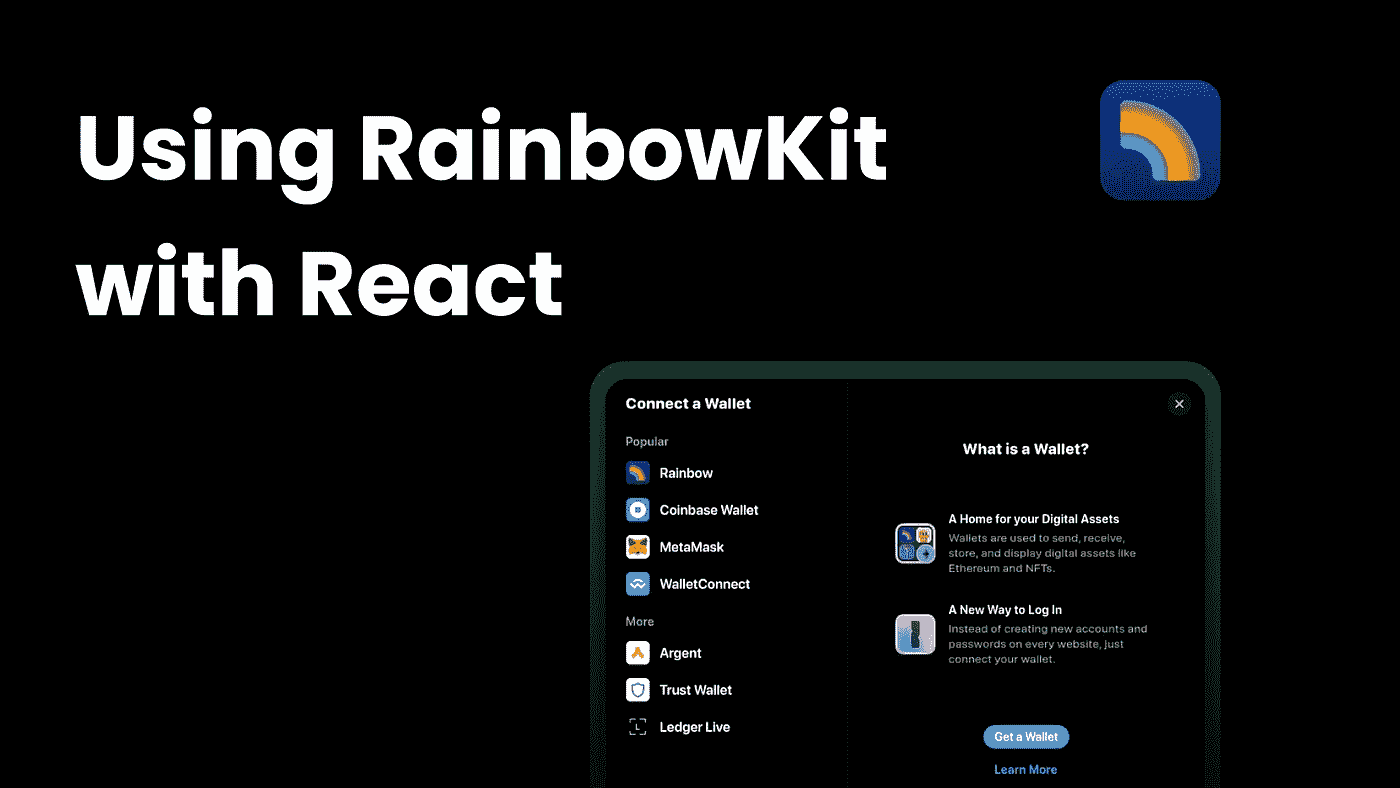 Using RainbowKit
with React
Connect a Wallet
Popular
Rainbow
Coinbase Wallet
MetaMask
WalletConnect
More
Argent
Trust Wallet
Ledger Live
What is a Wallet?
A Home for your Digital Assets
Wallets are used to send, receive,
store, and display digital assets like
Ethereum and NFTs.
A New Way to Log In
Instead of creating new accounts and
passwords on every website, just
connect your wallet.
Get a Wallet
Learn More